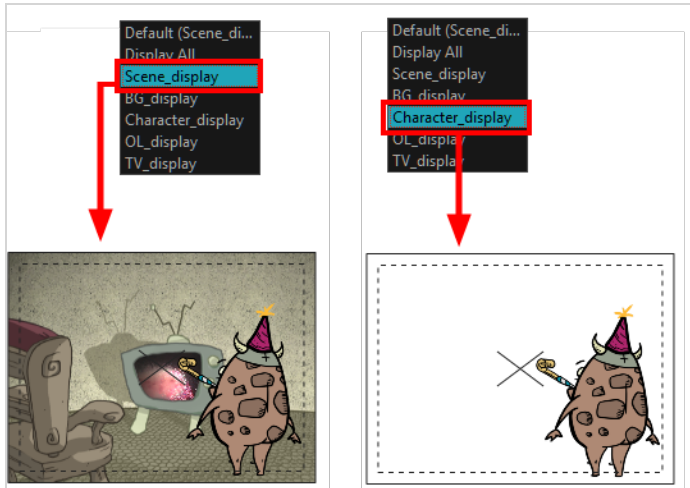 Default (Scene_di...
Display All
Scene_display
BG_display
Character_display
OL_display
TV_display
Default (Scene_di...
Display All
Scene_display
BG_display
Character_display
OL_display
TV_display